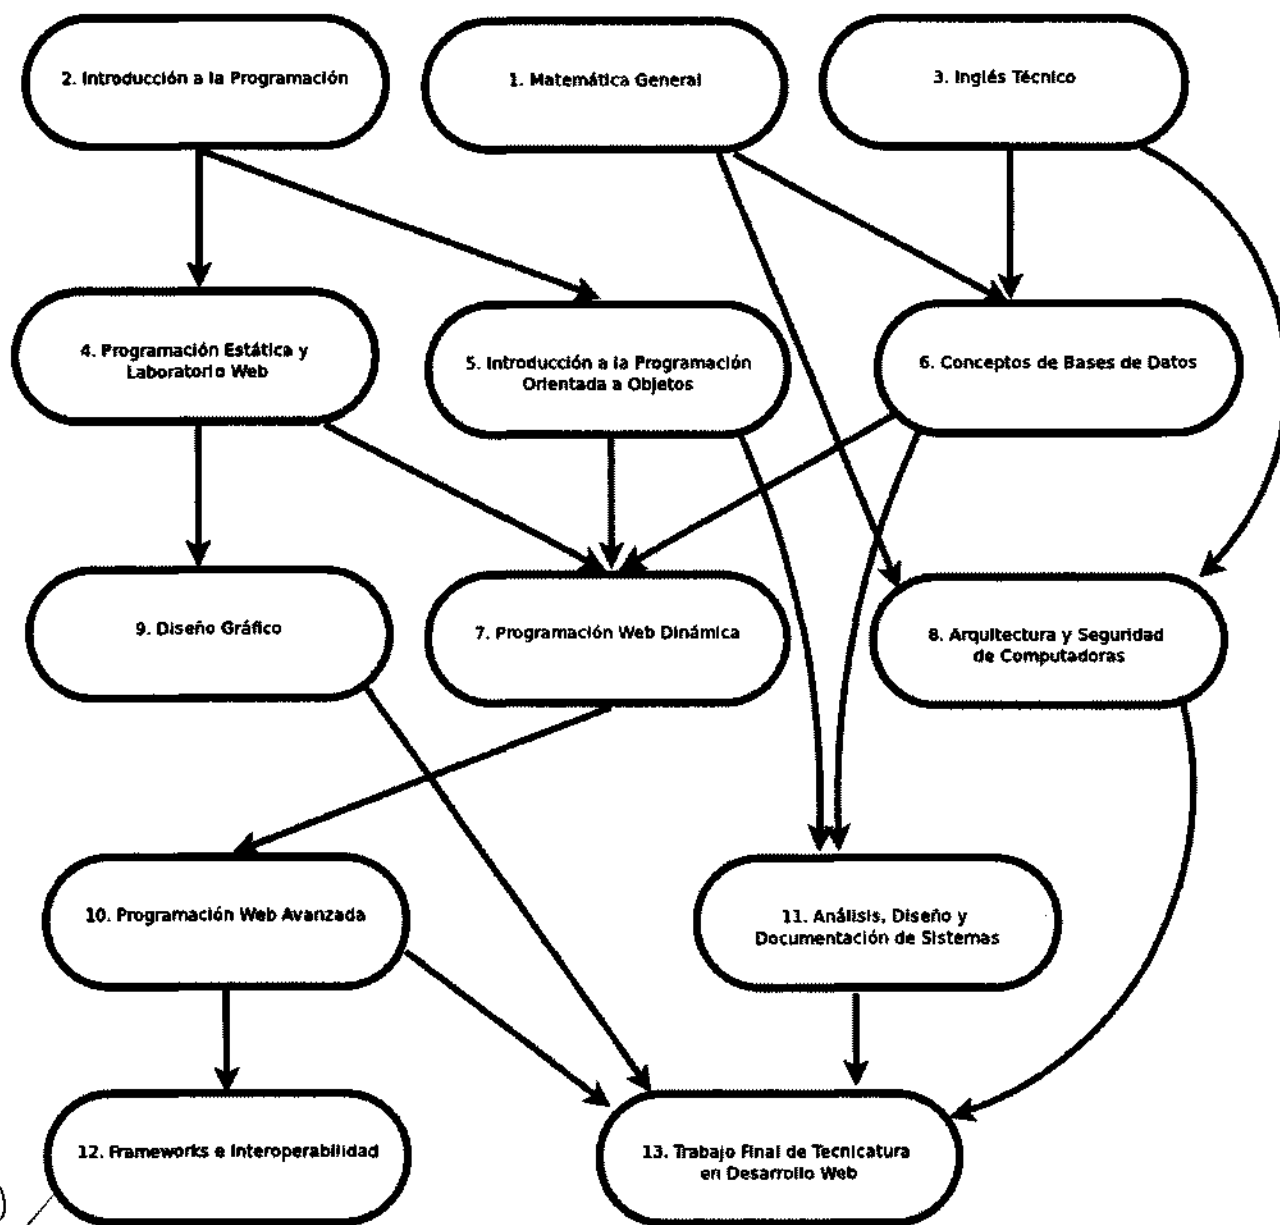 2. Introducción a la Programación
1. Matemática General
3. Inglés Técnico
4. Programación Estática y
Laboratorio Web
5. Introducción a la Programación
Orientada a Objetos
6. Conceptos de Bases de Datos
9. Diseño Gráfico
7. Programación Web Dinámica
8. Arquitectura y Seguridad
de Computadoras
10. Programación Web Avanzada
11. Análisis, Diseño y
Documentación de Sistemas
12. Frameworks e Interoperabilidad
13. Trabajo Final de Tecnicatura
en Desarrollo Web